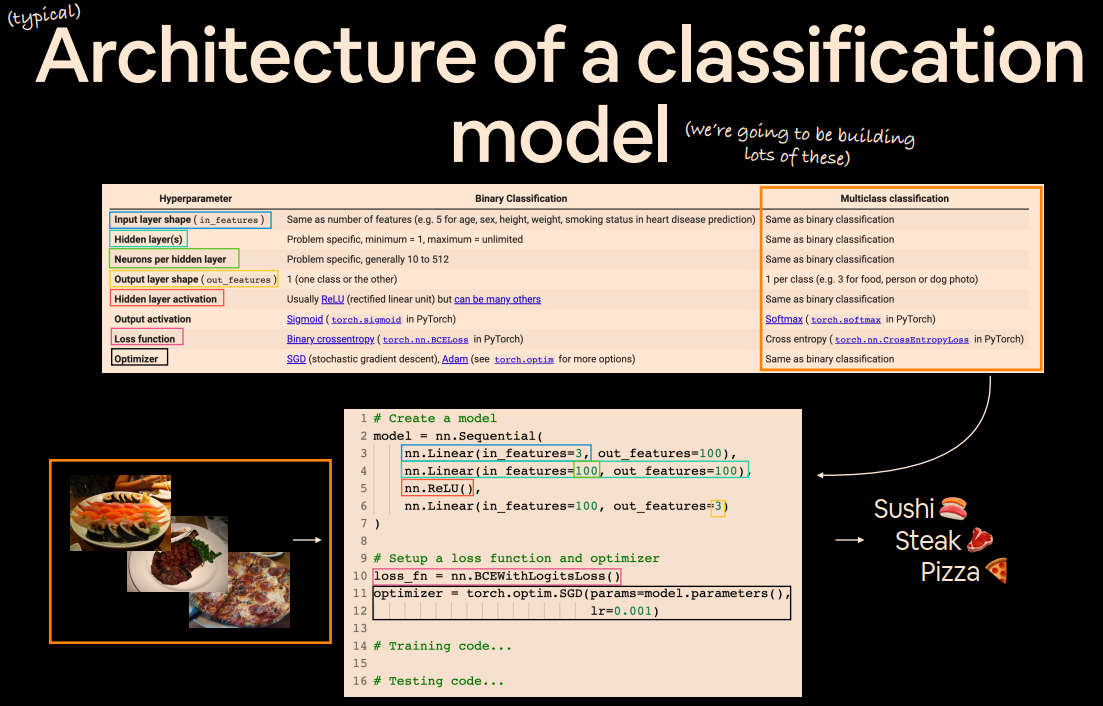 (typical)
Architecture of a classification
model
(we're going to be building
lots of these)
Hyperparameter Binary Classification Multiclass classification
Input layer shape (in_features) Same as number of features (e.g. 5 for age, sex, height, weight, smoking status in heart disease prediction) Same as binary classification
Hidden layer(s) Problem specific, minimum = 1, maximum = unlimited Same as binary classification
Neurons per hidden layer Problem specific, generally 10 to 512 Same as binary classification
Output layer shape (out_features) 1 (one class or the other) 1 per class (e.g. 3 for food, person or dog photo)
Hidden layer activation Usually ReLU (rectified linear unit) but can be many others Same as binary classification
Output activation Sigmoid (torch.sigmoid in PyTorch) Softmax (torch.softmax in PyTorch)
Loss function Binary crossentropy (torch.nn.BCELoss in PyTorch) Cross entropy (torch.nn.CrossEntropyLoss in PyTorch)
Optimizer SGD (stochastic gradient descent), Adam (see torch.optim for more options) Same as binary classification
1 # Create a model
2 model = nn.Sequential(
3 nn.Linear(in_features=3, out_features=100),
4 nn.Linear(in_features=100, out_features=100),
5 nn.ReLU(),
6 nn.Linear(in_features=100, out_features=3)
7 )
8
9 # Setup a loss function and optimizer
10 loss_fn = nn.BCEWithLogitsLoss()
11 optimizer = torch.optim.SGD(params=model.parameters(),
12 lr=0.001)
13
14 # Training code...
15
16 # Testing code...
Sushi 🍣
Steak 🥩
Pizza 🍕